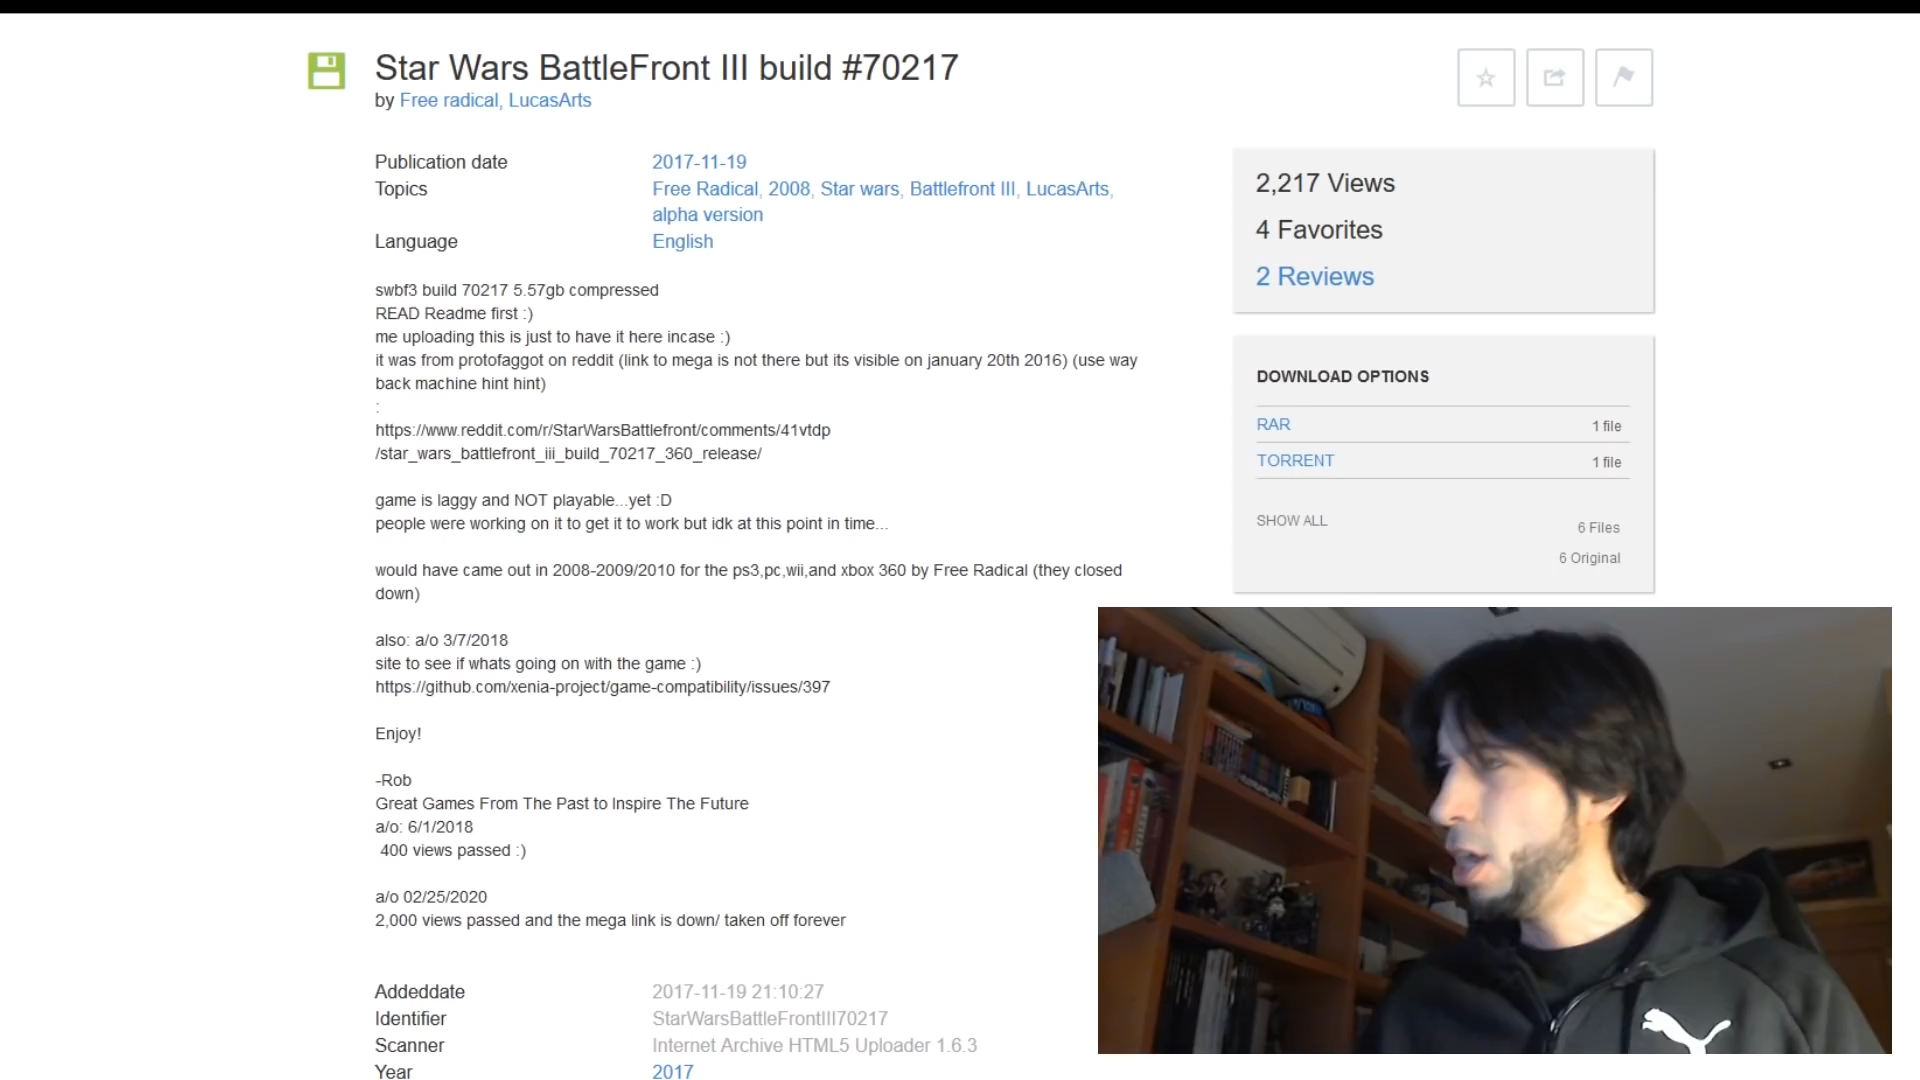 Star Wars BattleFront III build #70217
by Free radical, LucasArts
Publication date 2017-11-19
Topics Free Radical, 2008, Star wars, Battlefront III, LucasArts,
alpha version
Language English
swbf3 build 70217 5.57gb compressed
READ Readme first :)
me uploading this is just to have it here incase :)
it was from protofaggot on reddit (link to mega is not there but its visible on january 20th 2016) (use way
back machine hint hint)
:
https://www.reddit.com/r/StarWarsBattlefront/comments/41vtdp
/star_wars_battlefront_iii_build_70217_360_release/
game is laggy and NOT playable...yet :D
people were working on it to get it to work but idk at this point in time...
would have came out in 2008-2009/2010 for the ps3,pc,wii,and xbox 360 by Free Radical (they closed
down)
also: a/o 3/7/2018
site to see if whats going on with the game :)
https://github.com/xenia-project/game-compatibility/issues/397
Enjoy!
-Rob
Great Games From The Past to Inspire The Future
a/o: 6/1/2018
400 views passed :)
a/o 02/25/2020
2,000 views passed and the mega link is down/ taken off forever
Addeddate 2017-11-19 21:10:27
Identifier StarWarsBattleFrontIII70217
Scanner Internet Archive HTML5 Uploader 1.6.3
Year 2017
2,217 Views
4 Favorites
2 Reviews
DOWNLOAD OPTIONS
RAR 1 file
TORRENT 1 file
SHOW ALL 6 Files
6 Original